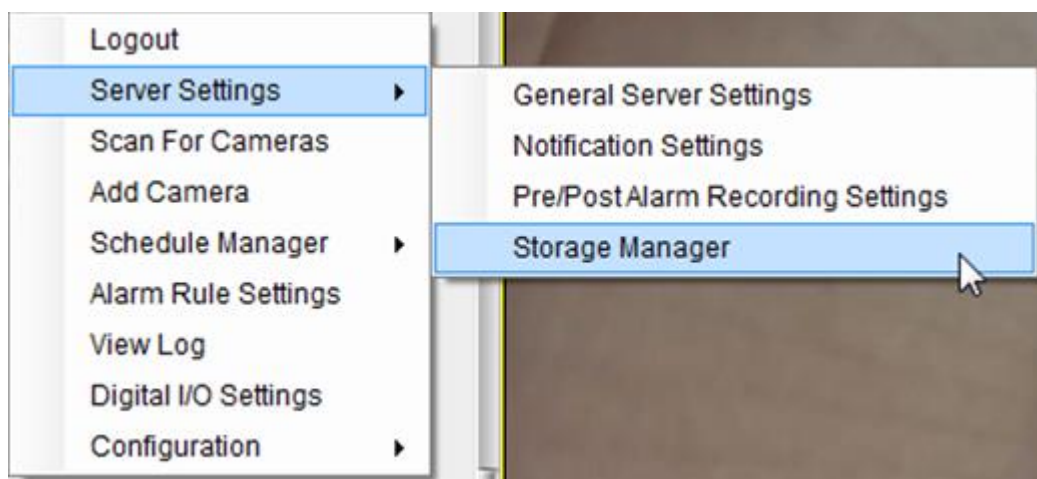 Logout
Server Settings
Scan For Cameras
Add Camera
Schedule Manager
Alarm Rule Settings
View Log
Digital I/O Settings
Configuration
General Server Settings
Notification Settings
Pre/Post Alarm Recording Settings
Storage Manager